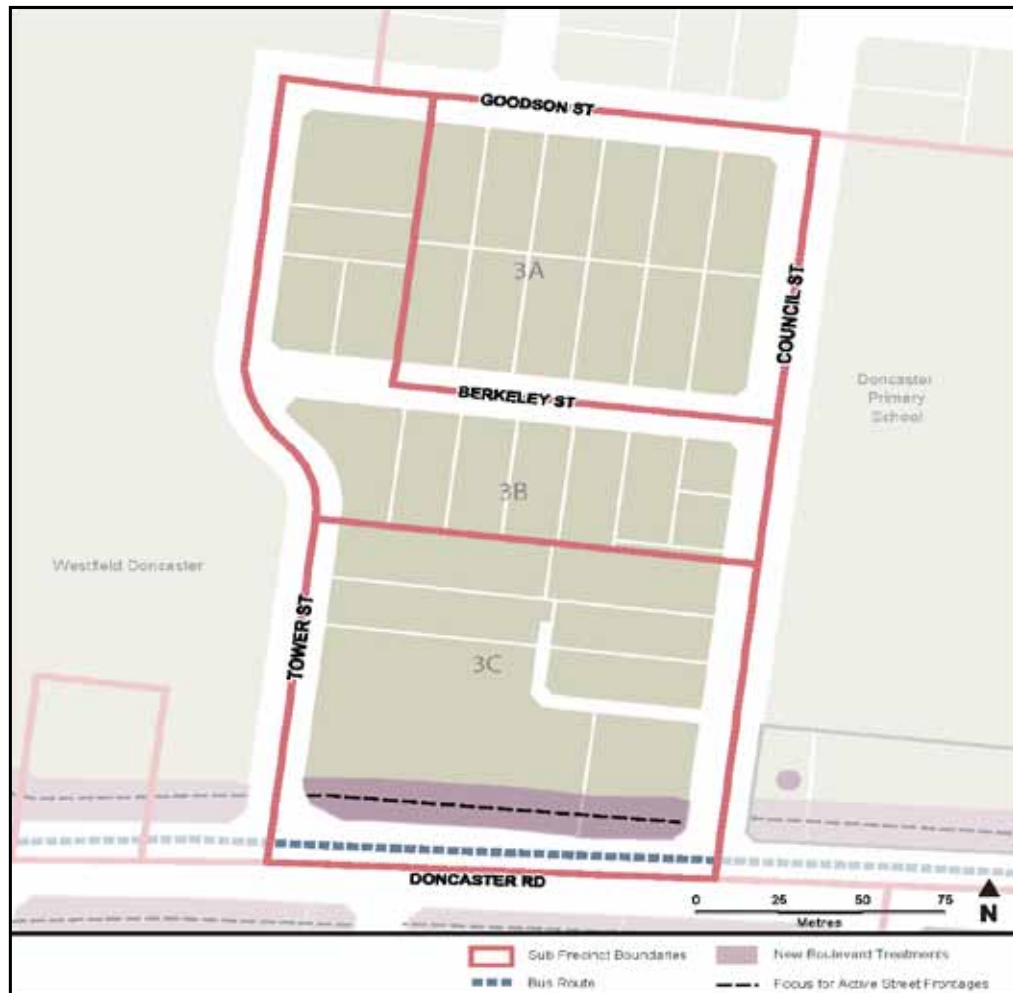 GOODSON ST
3A
COUNCIL ST
Doncaster
Primary
School
BERKELEY ST
3B
Westfield Doncaster
TOWER ST
3C
DONCASTER RD
0 25 50 75
Metres
N
Sub Precinct Boundaries
New Boulevard Treatments
Bus Route
Focus for Active Street Frontages